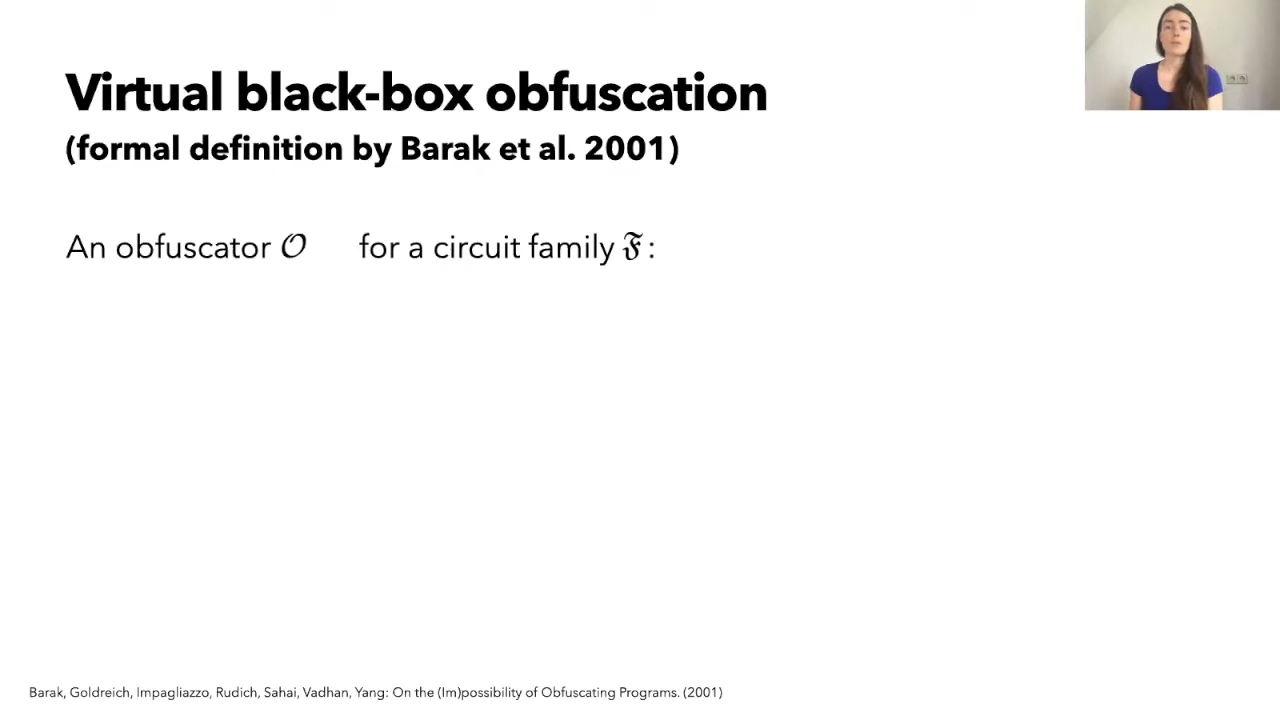 Virtual black-box obfuscation
(formal definition by Barak et al. 2001)
An obfuscator 𝒪 for a circuit family 𝔉:
Barak, Goldreich, Impagliazzo, Rudich, Sahai, Vadhan, Yang: On the (Im)possibility of Obfuscating Programs. (2001)